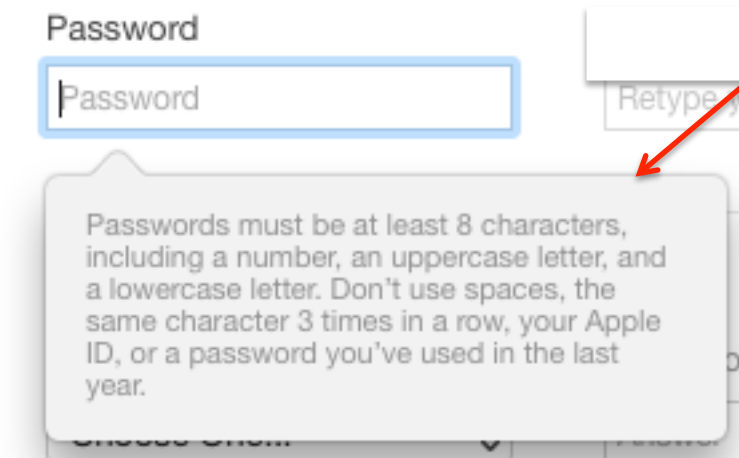 Password
Password
Retype y
Passwords must be at least 8 characters,
including a number, an uppercase letter, and
a lowercase letter. Don't use spaces, the
same character 3 times in a row, your Apple
ID, or a password you've used in the last
year.